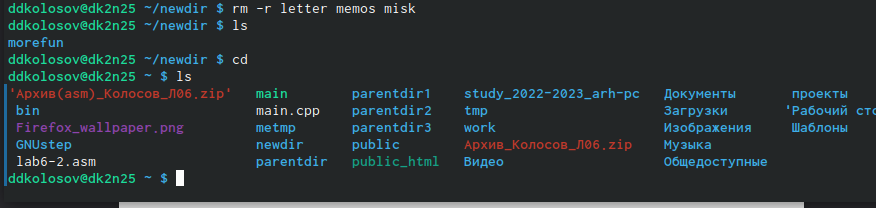 ddkolosov@dk2n25 ~/newdir $ rm -r letter memos misk
ddkolosov@dk2n25 ~/newdir $ ls
morefun
ddkolosov@dk2n25 ~/newdir $ cd
ddkolosov@dk2n25 ~ $ ls
'Архив(asm)_Колосов_Л06.zip' main parentdir1 study_2022-2023_arh-pc Документы проекты
bin main.cpp parentdir2 tmp Загрузки 'Рабочий сто
Firefox_wallpaper.png metmp parentdir3 work Изображения Шаблоны
GNUstep newdir public Архив_Колосов_Л06.zip Музыка
lab6-2.asm parentdir public_html Видео Общедоступные
ddkolosov@dk2n25 ~ $